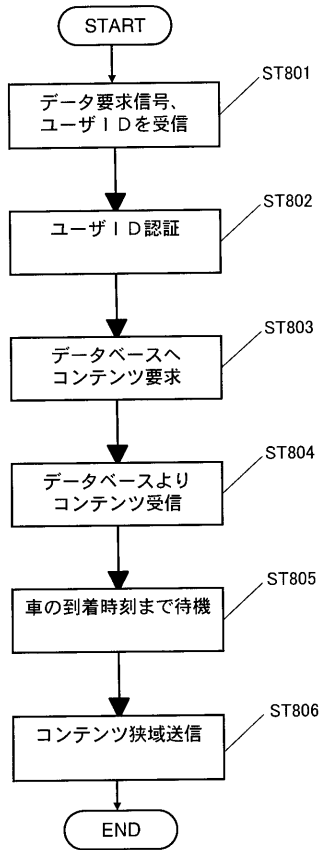 START
ST801
データ要求信号、
ユーザＩＤを受信
ST802
ユーザＩＤ認証
ST803
データベースへ
コンテンツ要求
ST804
データベースより
コンテンツ受信
ST805
車の到着時刻まで待機
ST806
コンテンツ狭域送信
END